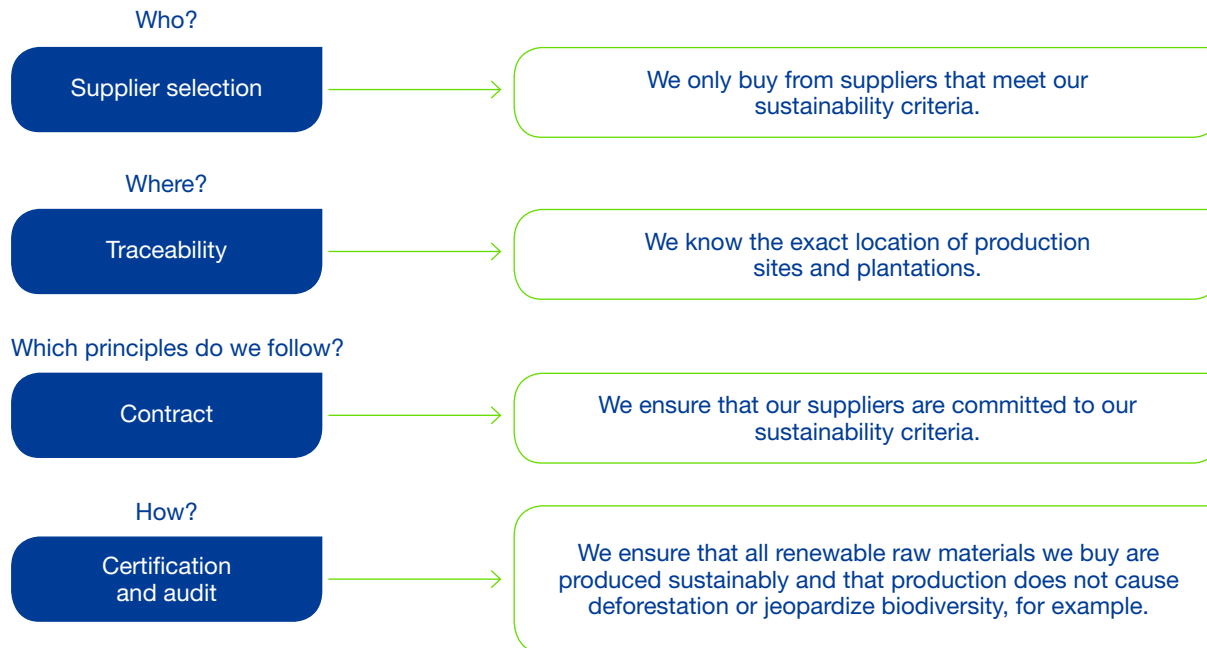 Who?
Supplier selection
We only buy from suppliers that meet our
sustainability criteria.
Where?
Traceability
We know the exact location of production
sites and plantations.
Which principles do we follow?
Contract
We ensure that our suppliers are committed to our
sustainability criteria.
How?
Certification
and audit
We ensure that all renewable raw materials we buy are
produced sustainably and that production does not cause
deforestation or jeopardize biodiversity, for example.